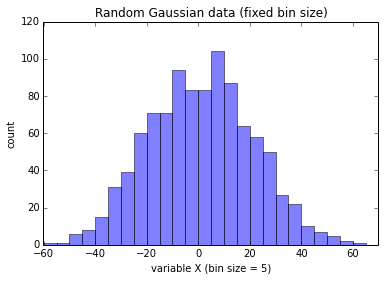 Random Gaussian data (fixed bin size)
120
100
80
60
40
20
0
count
−60 −40 −20 0 20 40 60
variable X (bin size = 5)